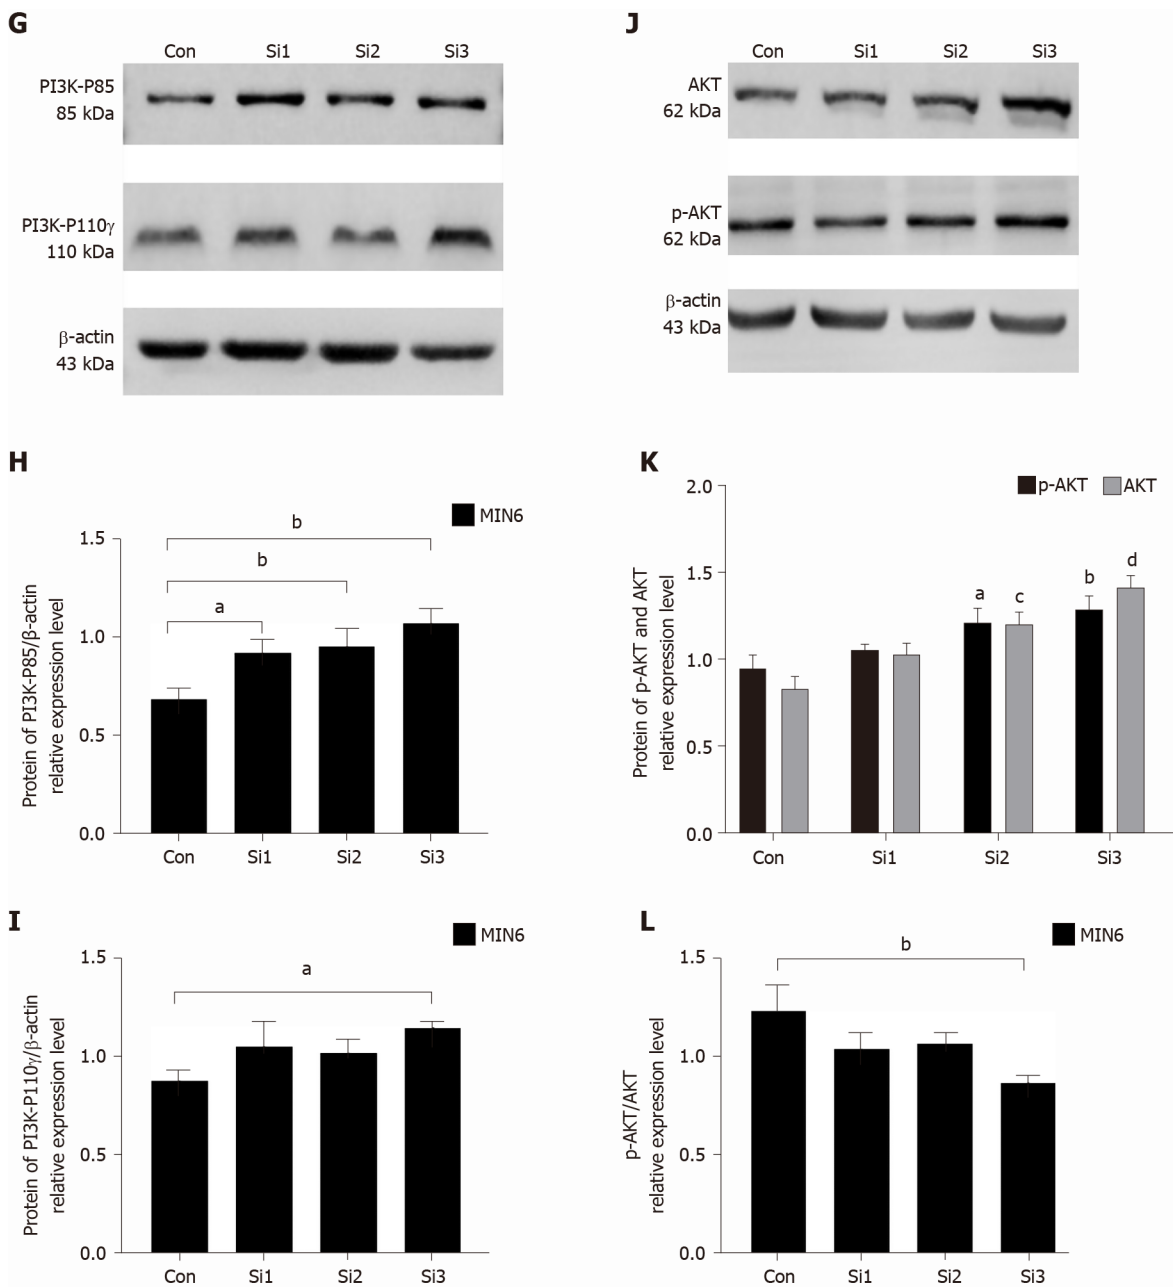 G
Con Si1 Si2 Si3
PI3K-P85
85 kDa
PI3K-P110γ
110 kDa
β-actin
43 kDa
J
Con Si1 Si2 Si3
AKT
62 kDa
p-AKT
62 kDa
β-actin
43 kDa
H
MIN6
Protein of PI3K-P85/β-actin
relative expression level
1.5
1.0
0.5
0.0
b
b
a
Con Si1 Si2 Si3
K
p-AKT AKT
Protein of p-AKT and AKT
relative expression level
2.0
1.5
1.0
0.5
0.0
a c b d
Con Si1 Si2 Si3
I
MIN6
Protein of PI3K-P110γ/β-actin
relative expression level
1.5
1.0
0.5
0.0
a
Con Si1 Si2 Si3
L
MIN6
p-AKT/AKT
relative expression level
1.5
1.0
0.5
0.0
b
Con Si1 Si2 Si3